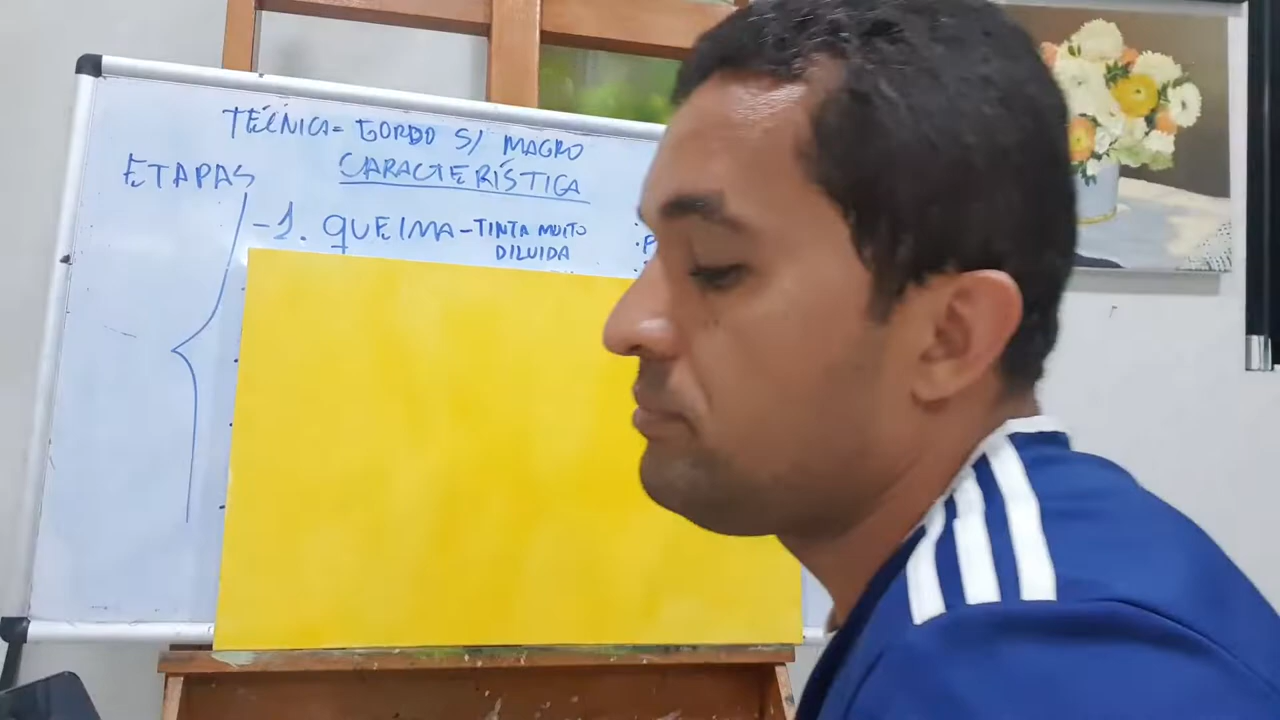 TÉCNICA= GORDO S/ MAGRO
ETAPAS
CARACTERÍSTICA
-1. QUEIMA-TINTA MUITO
DILUIDA